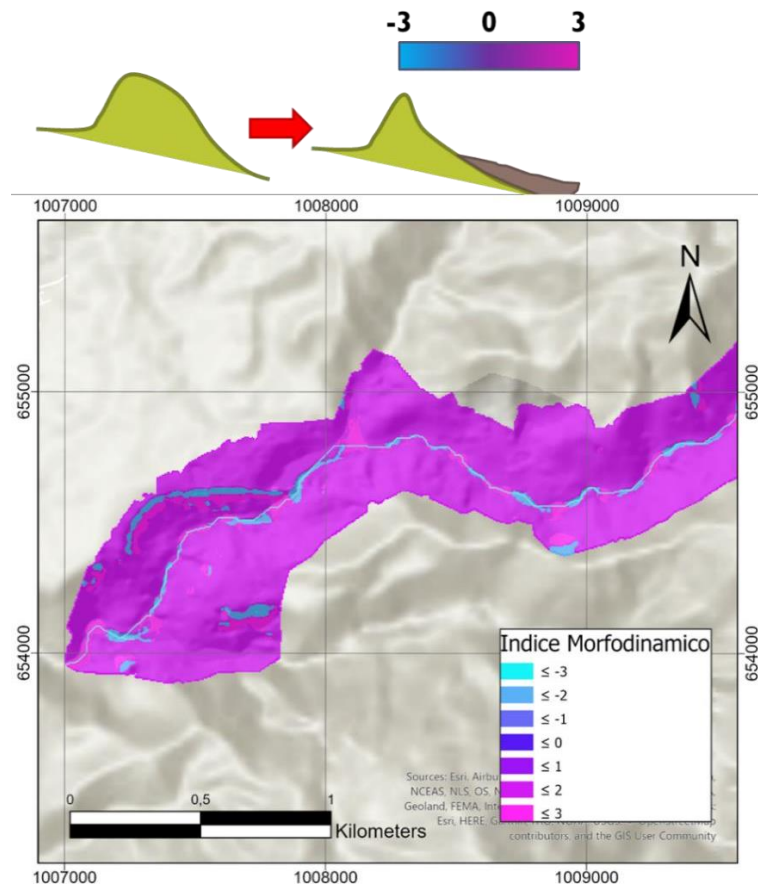 -3 0 3
1007000 1008000 1009000
N
655000 655000
654000 654000
Indice Morfodinamico
≤ -3
≤ -2
≤ -1
≤ 0
≤ 1
≤ 2
≤ 3
Sources: Esri,
NCEAS, NLS, OS,
Geoland, FEMA,
Esri, HERE,
contributors. and the GIS User Community
0 0,5 1
Kilometers
1007000 1008000 1009000